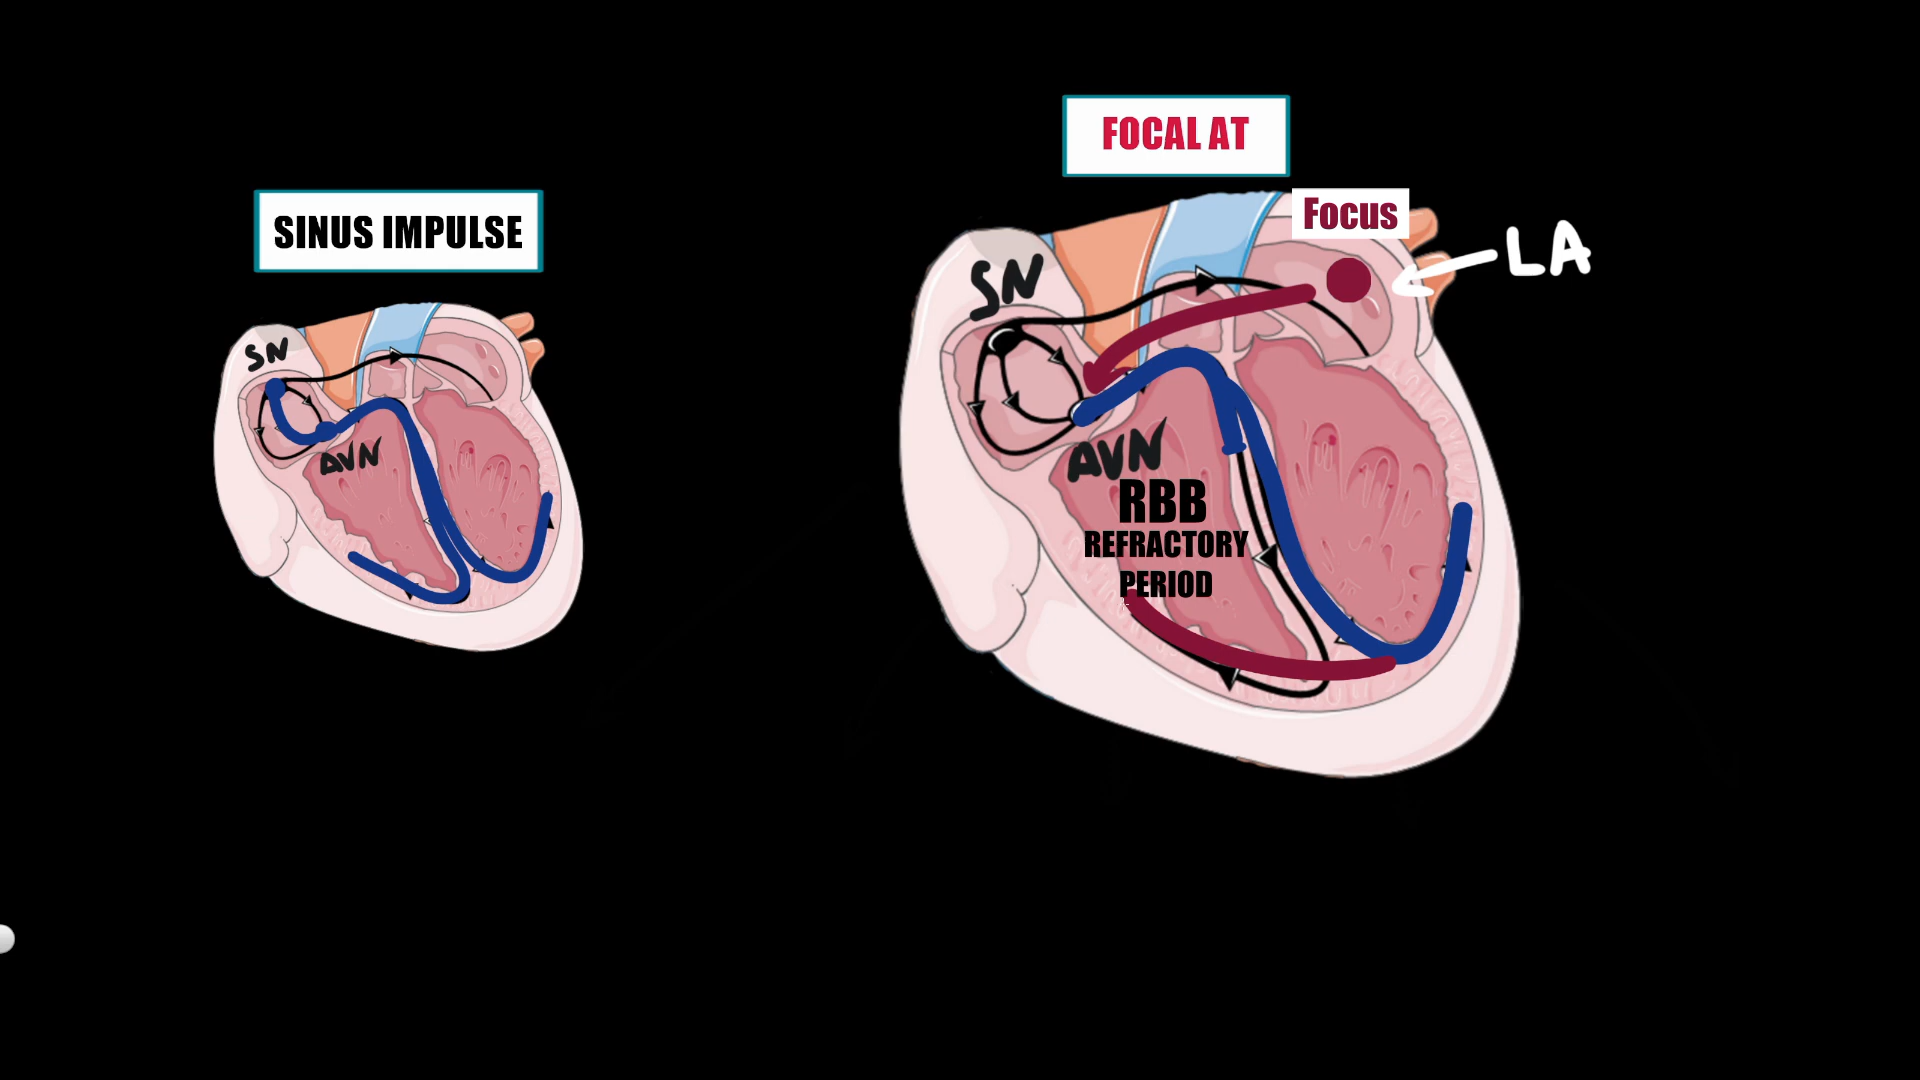 SINUS IMPULSE
SN
AVN
FOCAL AT
Focus
LA
SN
AVN
RBB
REFRACTORY
PERIOD